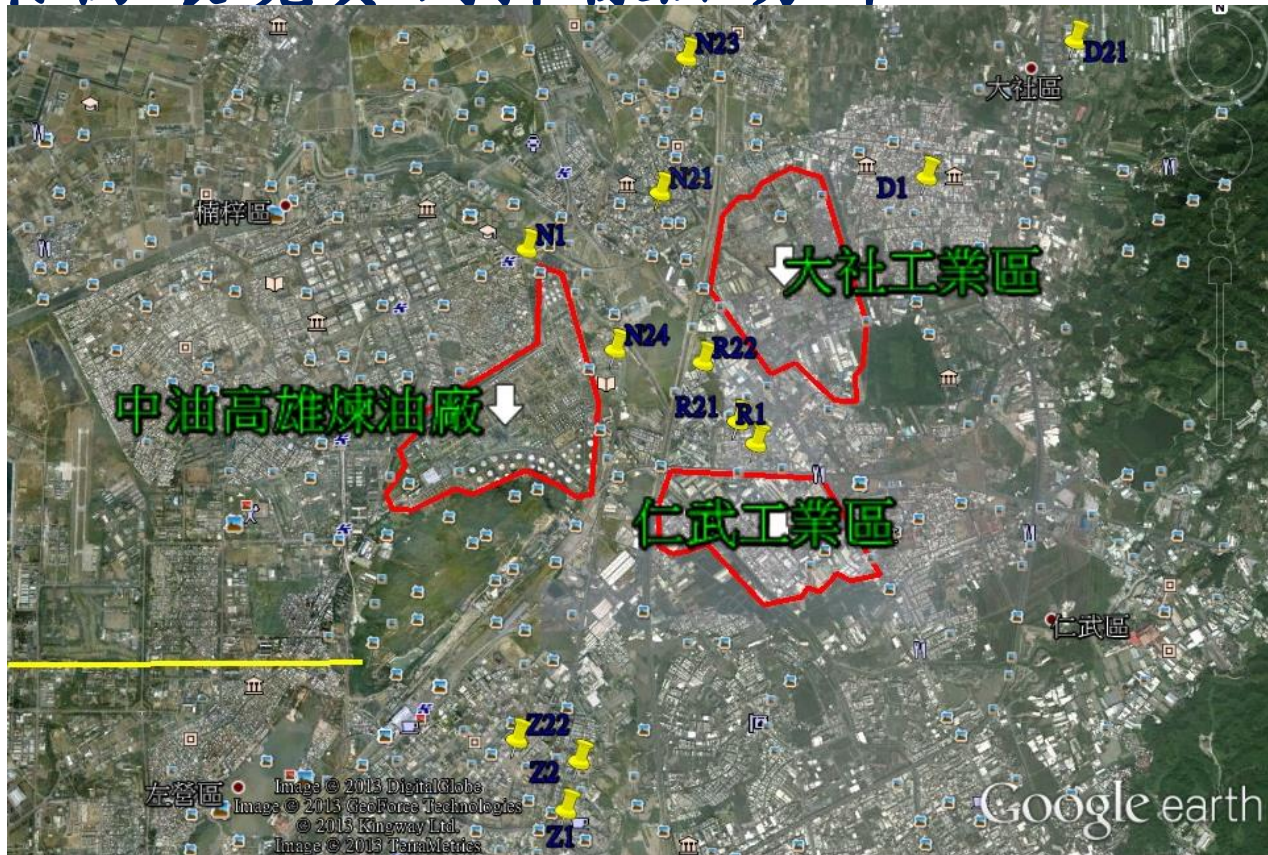 N
N23
D21
大社區
N21
D1
楠梓區
N1
大社工業區
N24
R22
中油高雄煉油廠
R21
R1
仁武工業區
仁武區
Z22
Z2
左營區
Image © 2013 DigitalGlobe
Image © 2013 GeoForce Technologies
© 2013 Kingway Ltd.
Image © 2013 TerraMetrics
Z1
Google earth